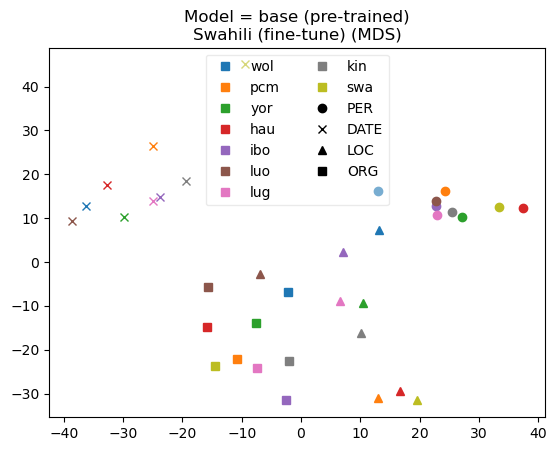 Model = base (pre-trained)
Swahili (fine-tune) (MDS)
wol
pcm
yor
hau
ibo
luo
lug
kin
swa
PER
DATE
LOC
ORG
40
30
20
10
0
−10
−20
−30
−40 −30 −20 −10 0 10 20 30 40